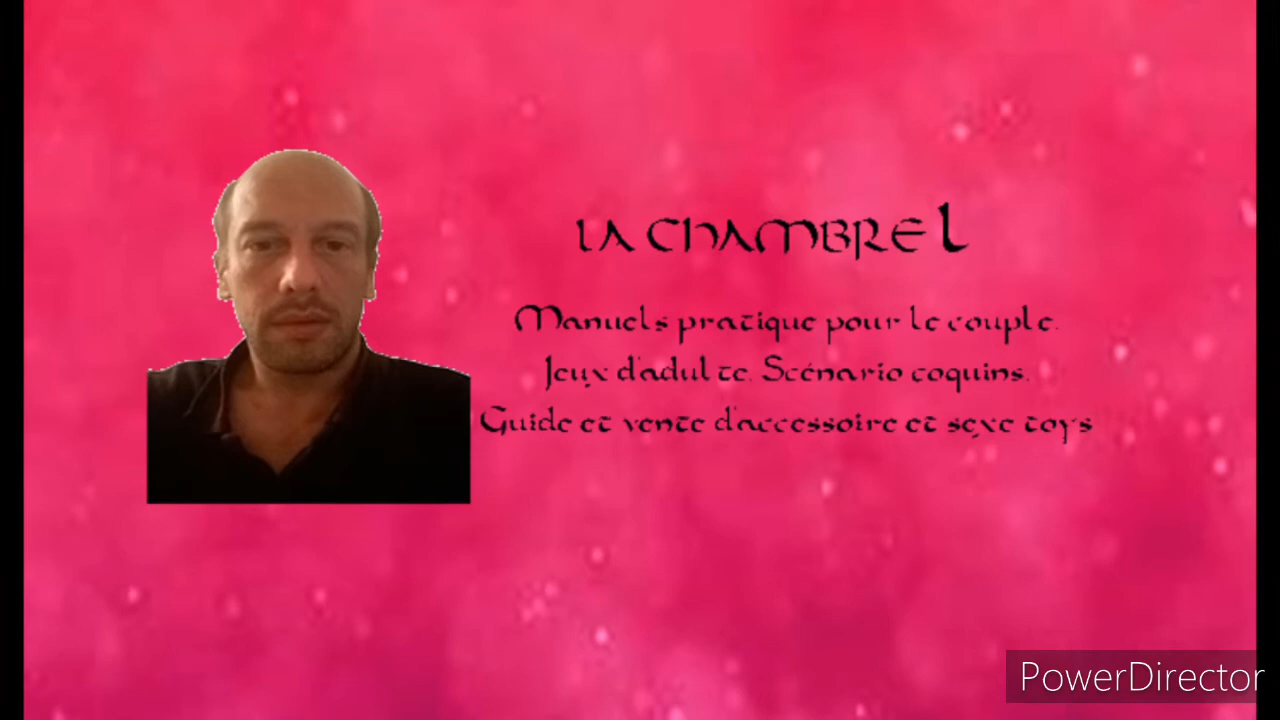 LA CHAMBRE L
Manuels pratique pour le couple.
Jeux d'adulte. Scénario coquins.
Guide et vente d'accessoire et sexe toys
PowerDirector